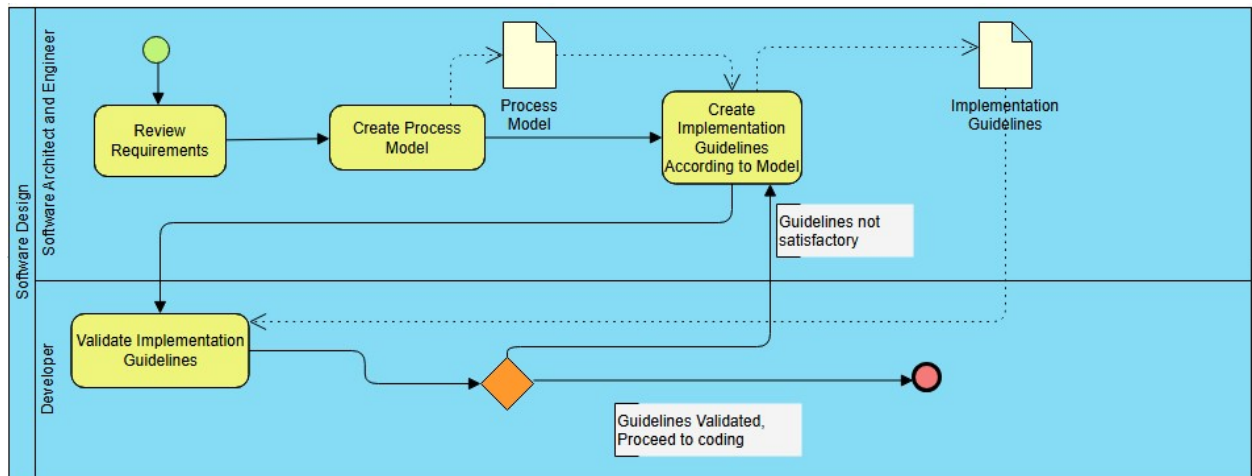 Software Design
Software Architect and Engineer
Review
Requirements
Create Process
Model
Process
Model
Create
Implementation
Guidelines
According to Model
Implementation
Guidelines
Guidelines not
satisfactory
Developer
Validate Implementation
Guidelines
Guidelines Validated,
Proceed to coding